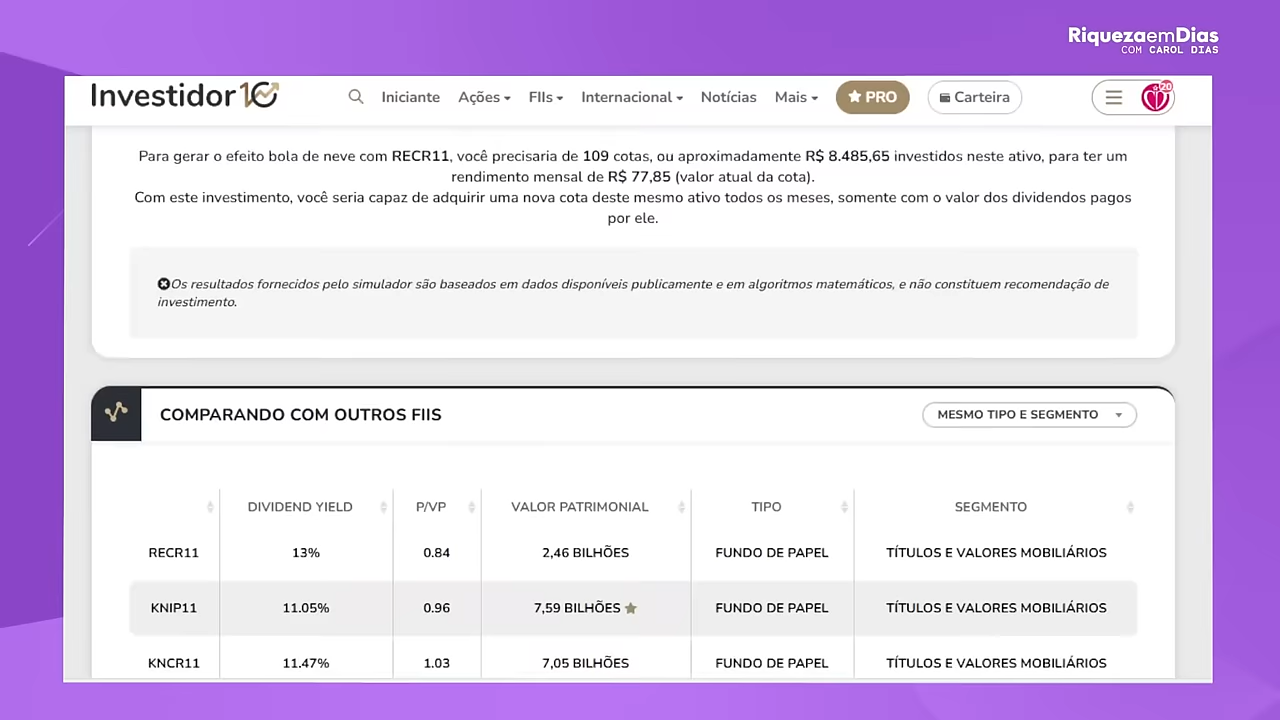 RiquezaemDias
COM CAROL DIAS
Investidor10
Iniciante Ações FIIs Internacional Notícias Mais PRO Carteira
20
Para gerar o efeito bola de neve com RECR11, você precisaria de 109 cotas, ou aproximadamente R$ 8.485,65 investidos neste ativo, para ter um
rendimento mensal de R$ 77,85 (valor atual da cota).
Com este investimento, você seria capaz de adquirir uma nova cota deste mesmo ativo todos os meses, somente com o valor dos dividendos pagos
por ele.
Os resultados fornecidos pelo simulador são baseados em dados disponíveis publicamente e em algoritmos matemáticos, e não constituem recomendação de
investimento.
COMPARANDO COM OUTROS FIIS
MESMO TIPO E SEGMENTO
DIVIDEND YIELD P/VP VALOR PATRIMONIAL TIPO SEGMENTO
RECR11 13% 0.84 2,46 BILHÕES FUNDO DE PAPEL TÍTULOS E VALORES MOBILIÁRIOS
KNIP11 11.05% 0.96 7,59 BILHÕES FUNDO DE PAPEL TÍTULOS E VALORES MOBILIÁRIOS
KNCR11 11.47% 1.03 7,05 BILHÕES FUNDO DE PAPEL TÍTULOS E VALORES MOBILIÁRIOS